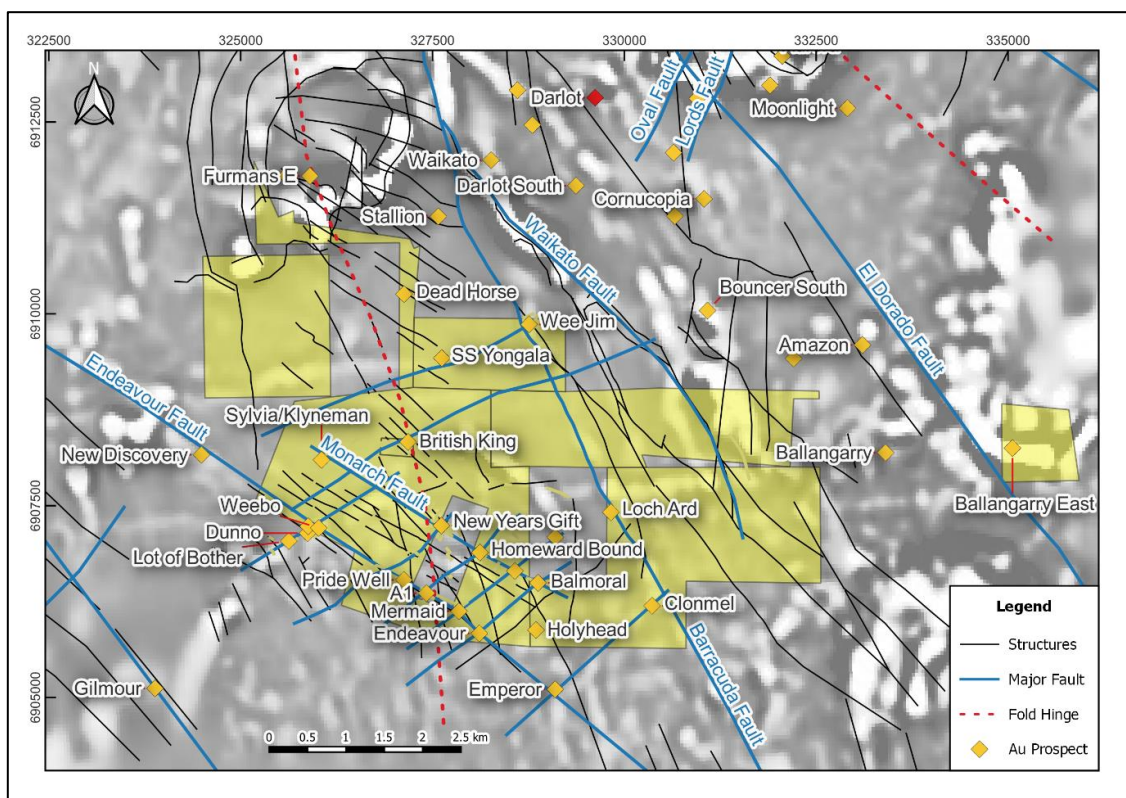 322500
325000
327500
330000
332500
335000
N
6912500
6910000
6907500
6905000
Darlot
Oval Fault
Lords Fault
Moonlight
Waikato
Furmans E
Darlot South
Cornucopia
Stallion
Waikato Fault
Dead Horse
Bouncer South
El Dorado Fault
Wee Jim
SS Yongala
Amazon
Endeavour Fault
Sylvia/Klyneman
British King
New Discovery
Monarch Fault
Ballangarry
Ballangarry East
Weebo
New Years Gift
Loch Ard
Dunno
Homeward Bound
Lot of Bother
Pride Well
Balmoral
A1
Mermaid
Clonmel
Endeavour
Holyhead
Barracuda Fault
Gilmour
Emperor
0 0.5 1 1.5 2 2.5 km
Legend
Structures
Major Fault
Fold Hinge
Au Prospect